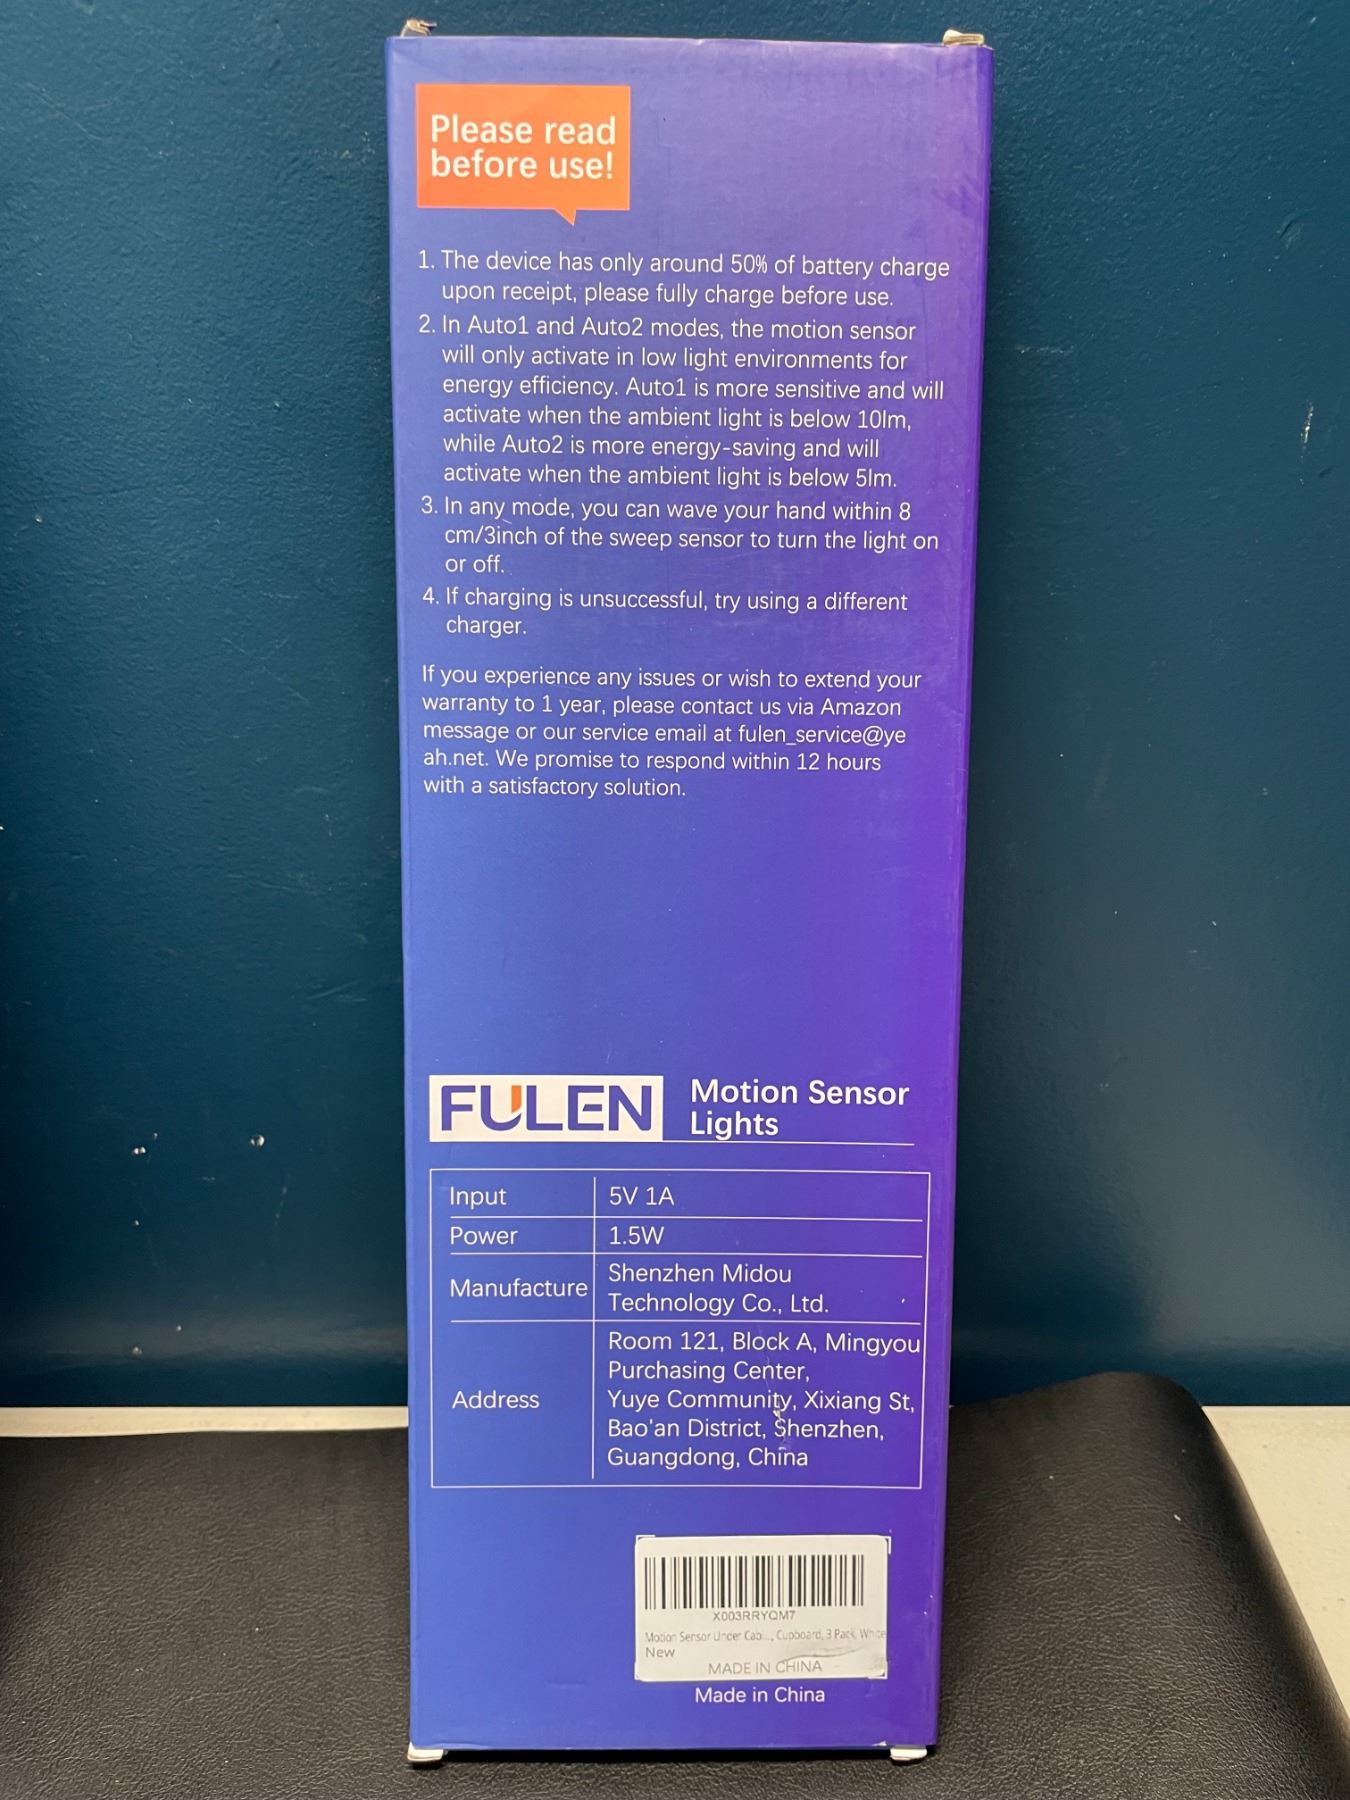 Please read
before use!
1. The device has only around 50% of battery charge
upon receipt, please fully charge before use.
2. In Auto1 and Auto2 modes, the motion sensor
will only activate in low light environments for
energy efficiency. Auto1 is more sensitive and will
activate when the ambient light is below 10lm,
while Auto2 is more energy-saving and will
activate when the ambient light is below 5lm.
3. In any mode, you can wave your hand within 8
cm/3inch of the sweep sensor to turn the light on
or off.
4. If charging is unsuccessful, try using a different
charger.
If you experience any issues or wish to extend your
warranty to 1 year, please contact us via Amazon
message or our service email at fulen_service@ye
ah.net. We promise to respond within 12 hours
with a satisfactory solution.
FULEN Motion Sensor
Lights
Input 5V 1A
Power 1.5W
Manufacture Shenzhen Midou
Technology Co., Ltd.
Address Room 121, Block A, Mingyou
Purchasing Center,
Yuye Community, Xixiang St,
Bao'an District, Shenzhen,
Guangdong, China
X003RRYQM7
Motion Sensor Under Cabi..., Cupboard, 3 Pack, White
New
MADE IN CHINA
Made in China